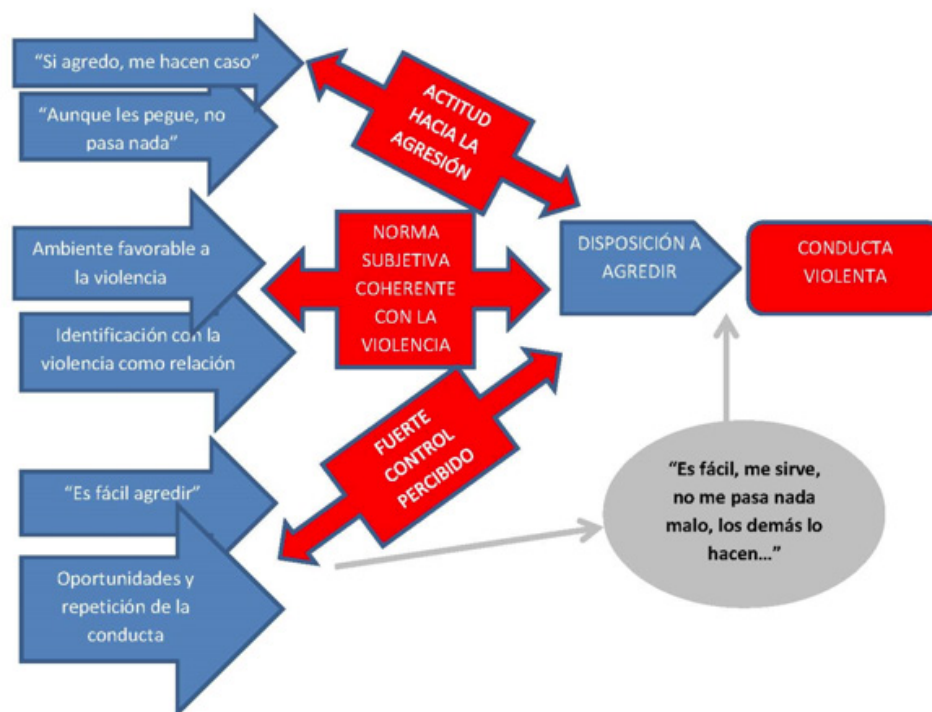 “Si agredo, me hacen caso”
“Aunque les pegue, no
pasa nada”
ACTITUD
HACIA LA
AGRESIÓN
Ambiente favorable a
la violencia
Identificación con la
violencia como relación
NORMA
SUBJETIVA
COHERENTE
CON LA
VIOLENCIA
DISPOSICIÓN A
AGREDIR
CONDUCTA
VIOLENTA
“Es fácil agredir”
Oportunidades y
repetición de la
conducta
FUERTE
CONTROL
PERCIBIDO
“Es fácil, me sirve,
no me pasa nada
malo, los demás lo
hacen...”